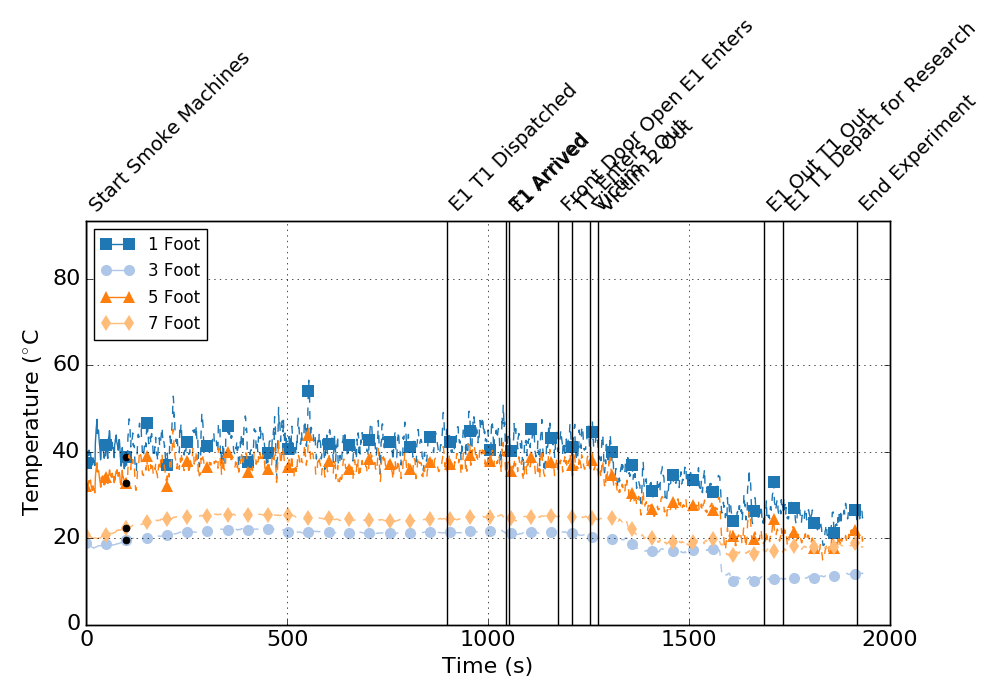 Start Smoke Machines
E1 T1 Dispatched
E1 Arrived
T1 Arrived
Front Door Open E1 Enters
T1 Enters
Victim 1 Out
Victim 2 Out
E1 Out T1 Out
E1 T1 Depart for Research
End Experiment
1 Foot
3 Foot
5 Foot
7 Foot
80
60
40
20
0
Temperature (°C
0 500 1000 1500 2000
Time (s)